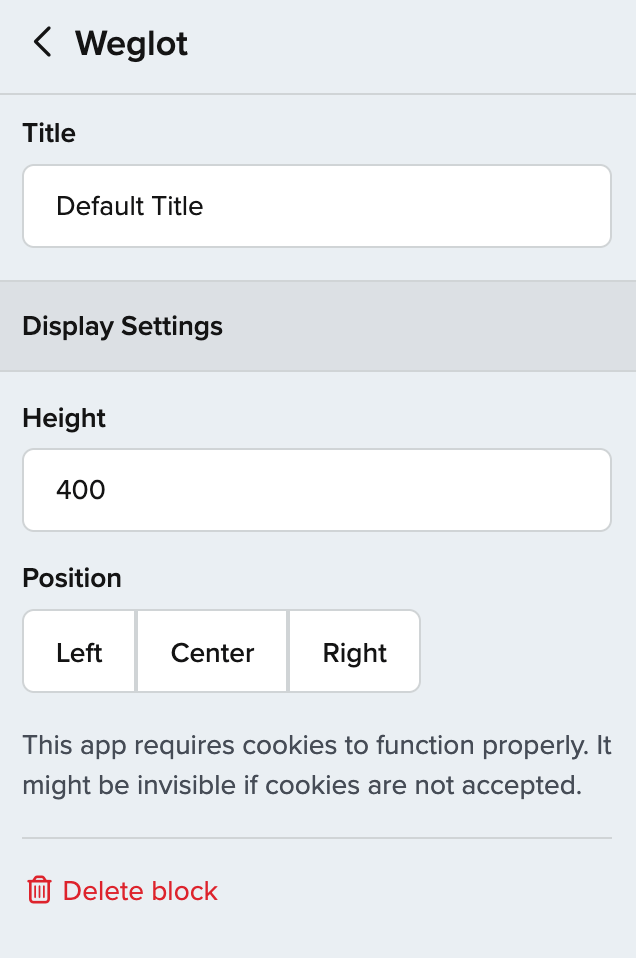 Weglot
Title
Default Title
Display Settings
Height
400
Position
Left Center Right
This app requires cookies to function properly. It
might be invisible if cookies are not accepted.
Delete block